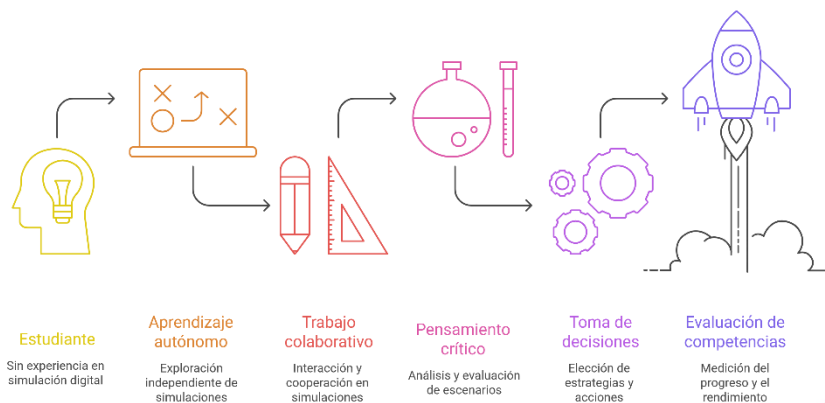 Estudiante
Sin experiencia en
simulación digital
Aprendizaje
autónomo
Exploración
independiente de
simulaciones
Trabajo
colaborativo
Interacción y
cooperación en
simulaciones
Pensamiento
crítico
Análisis y evaluación
de escenarios
Toma de
decisiones
Elección de
estrategias y
acciones
Evaluación de
competencias
Medición del
progreso y el
rendimiento